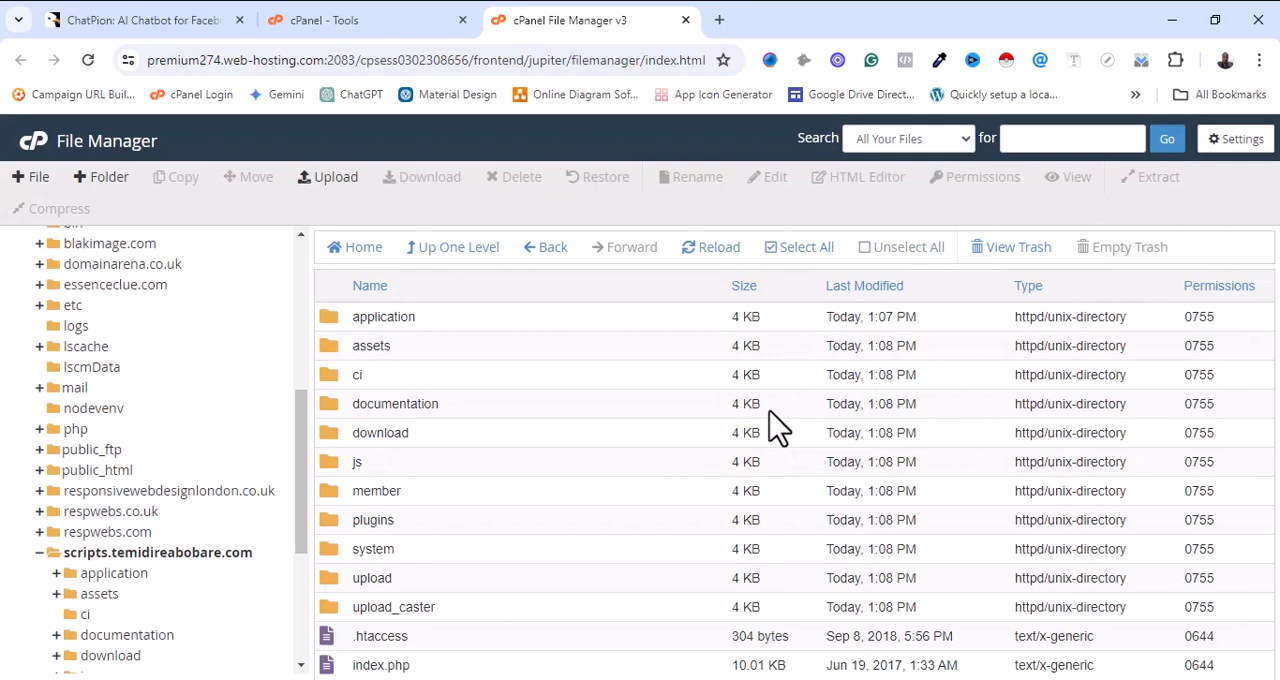 ChatPion: AI Chatbot for Facebo
cPanel - Tools
cPanel File Manager v3
premium274.web-hosting.com:2083/cpsess0302308656/frontend/jupiter/filemanager/index.html
Campaign URL Buil...
cPanel Login
Gemini
ChatGPT
Material Design
Online Diagram Sof...
App Icon Generator
Google Drive Direct...
Quickly setup a loca...
»
All Bookmarks
cP File Manager
Search All Your Files for Go Settings
File Folder Copy Move Upload Download Delete Restore Rename Edit HTML Editor Permissions View Extract
Compress
Home Up One Level Back Forward Reload Select All Unselect All View Trash Empty Trash
blakimage.com
domainarena.co.uk
essenceclue.com
etc
logs
lscache
lscmData
mail
nodevenv
php
public_ftp
public_html
responsivewebdesignlondon.co.uk
respwebs.co.uk
respwebs.com
scripts.temidireabobare.com
application
assets
ci
documentation
download
Name Size Last Modified Type Permissions
application 4 KB Today, 1:07 PM httpd/unix-directory 0755
assets 4 KB Today, 1:08 PM httpd/unix-directory 0755
ci 4 KB Today, 1:08 PM httpd/unix-directory 0755
documentation 4 KB Today, 1:08 PM httpd/unix-directory 0755
download 4 KB Today, 1:08 PM httpd/unix-directory 0755
js 4 KB Today, 1:08 PM httpd/unix-directory 0755
member 4 KB Today, 1:08 PM httpd/unix-directory 0755
plugins 4 KB Today, 1:08 PM httpd/unix-directory 0755
system 4 KB Today, 1:08 PM httpd/unix-directory 0755
upload 4 KB Today, 1:08 PM httpd/unix-directory 0755
upload_caster 4 KB Today, 1:08 PM httpd/unix-directory 0755
.htaccess 304 bytes Sep 8, 2018, 5:56 PM text/x-generic 0644
index.php 10.01 KB Jun 19, 2017, 1:33 AM text/x-generic 0644